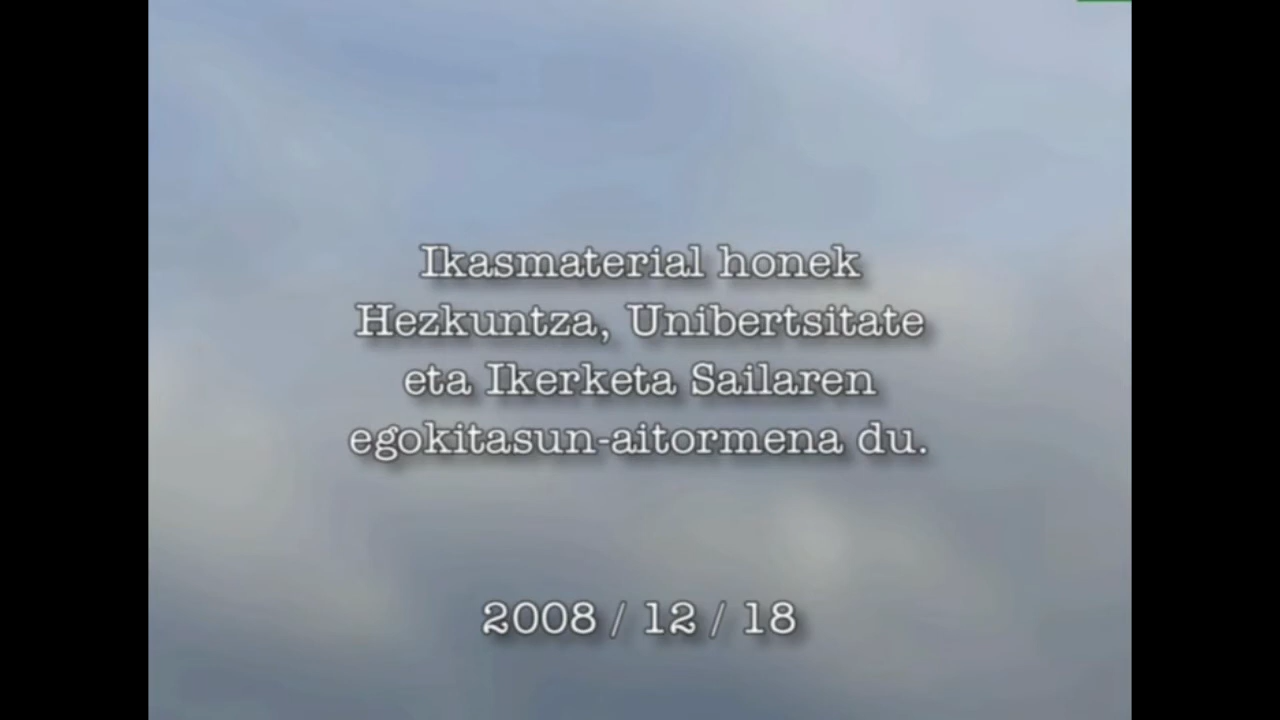 Ikasmaterial honek
Hezkuntza, Unibertsitate
eta Ikerketa Sailaren
egokitasun-aitormena du.
2008 / 12 / 18